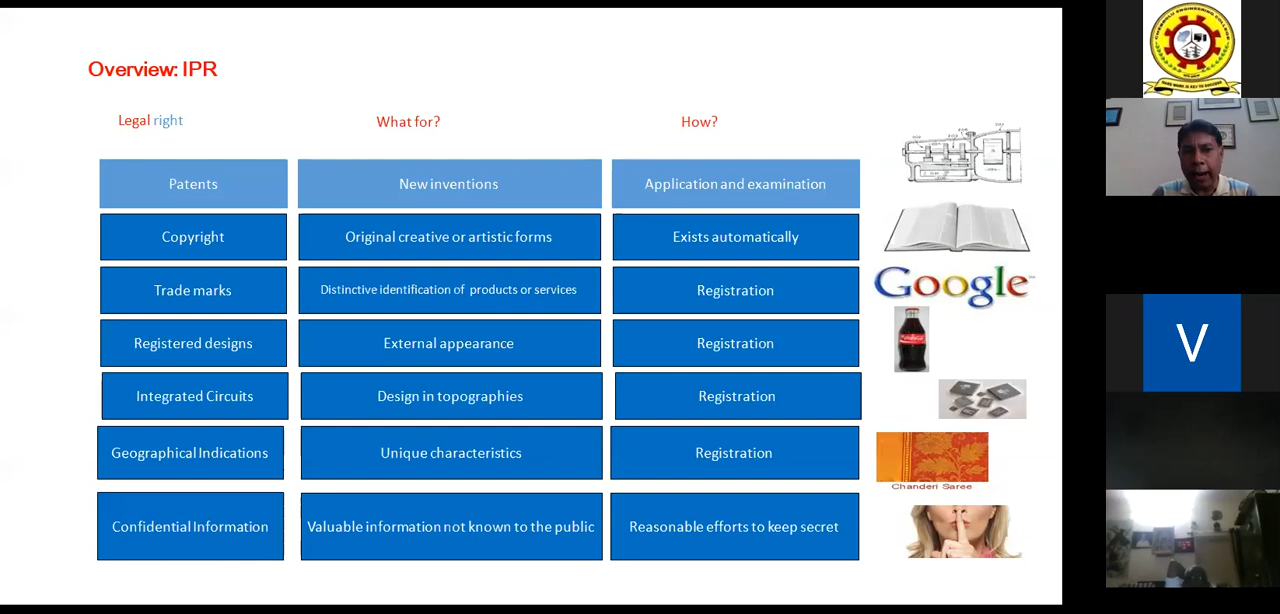 Overview: IPR
Legal right
What for?
How?
Patents
New inventions
Application and examination
Copyright
Original creative or artistic forms
Exists automatically
Trade marks
Distinctive identification of products or services
Registration
Google
Registered designs
External appearance
Registration
Integrated Circuits
Design in topographies
Registration
Geographical Indications
Unique characteristics
Registration
Chanderi Saree
Confidential Information
Valuable information not known to the public
Reasonable efforts to keep secret
V